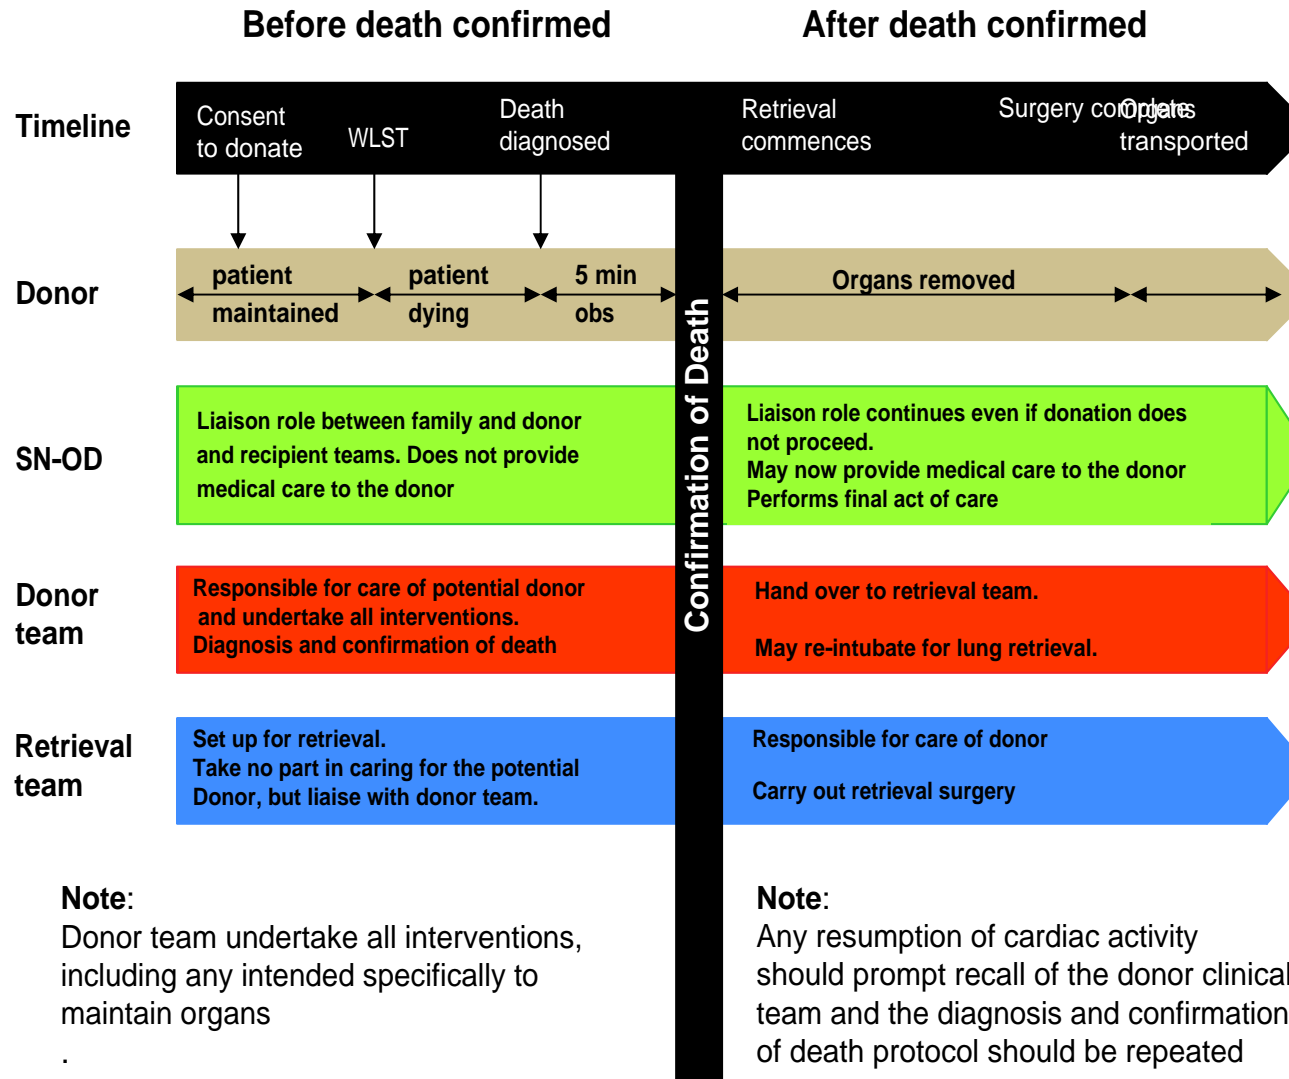 Before death confirmed
After death confirmed
Timeline
Consent
to donate
WLST
Death
diagnosed
Retrieval
commences
Surgery complete
Organs
transported
Donor
patient
maintained
patient
dying
5 min
obs
Organs removed
Confirmation of Death
SN-OD
Liaison role between family and donor
and recipient teams. Does not provide
medical care to the donor
Liaison role continues even if donation does
not proceed.
May now provide medical care to the donor
Performs final act of care
Donor
team
Responsible for care of potential donor
and undertake all interventions.
Diagnosis and confirmation of death
Hand over to retrieval team.
May re-intubate for lung retrieval.
Retrieval
team
Set up for retrieval.
Take no part in caring for the potential
Donor, but liaise with donor team.
Responsible for care of donor
Carry out retrieval surgery
Note:
Donor team undertake all interventions,
including any intended specifically to
maintain organs
.
Note:
Any resumption of cardiac activity
should prompt recall of the donor clinical
team and the diagnosis and confirmation
of death protocol should be repeated